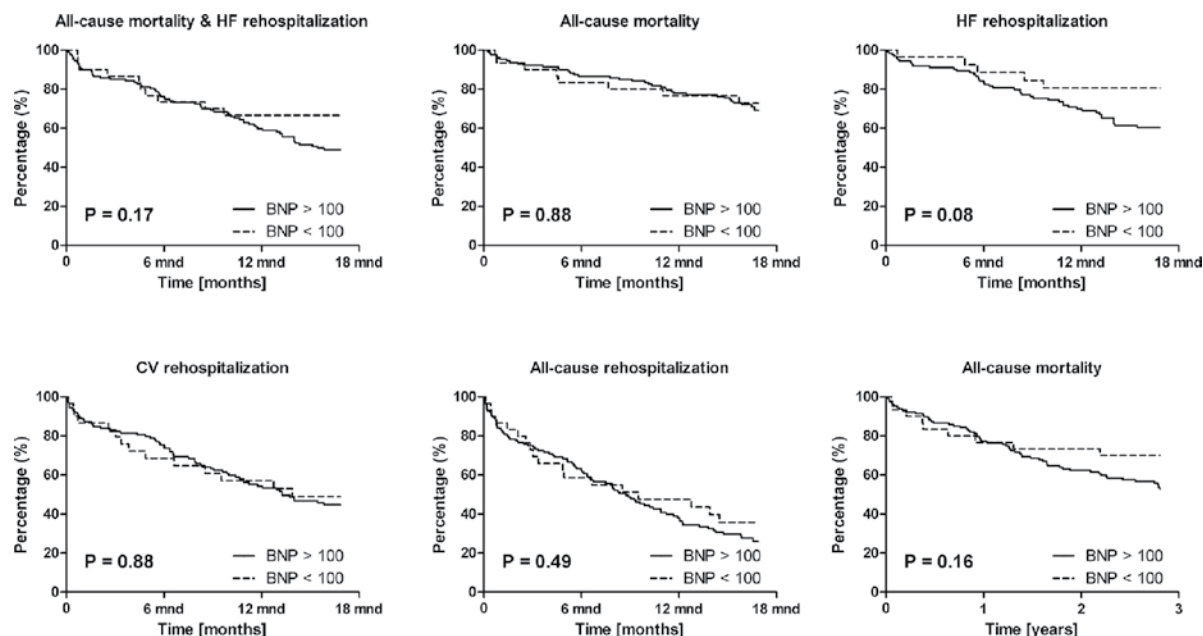 All-cause mortality & HF rehospitalization
100
80
60
40
20
0
Percentage (%)
P = 0.17
BNP > 100
BNP < 100
0 6 mnd 12 mnd 18 mnd
Time [months]
All-cause mortality
100
80
60
40
20
0
Percentage (%)
P = 0.88
BNP > 100
BNP < 100
0 6 mnd 12 mnd 18 mnd
Time [months]
HF rehospitalization
100
80
60
40
20
0
Percentage (%)
P = 0.08
BNP > 100
BNP < 100
0 6 mnd 12 mnd 18 mnd
Time [months]
CV rehospitalization
100
80
60
40
20
0
Percentage (%)
P = 0.88
BNP > 100
BNP < 100
0 6 mnd 12 mnd 18 mnd
Time [months]
All-cause rehospitalization
100
80
60
40
20
0
Percentage (%)
P = 0.49
BNP > 100
BNP < 100
0 6 mnd 12 mnd 18 mnd
Time [months]
All-cause mortality
100
80
60
40
20
0
Percentage (%)
P = 0.16
BNP > 100
BNP < 100
0 1 2 3
Time [years]